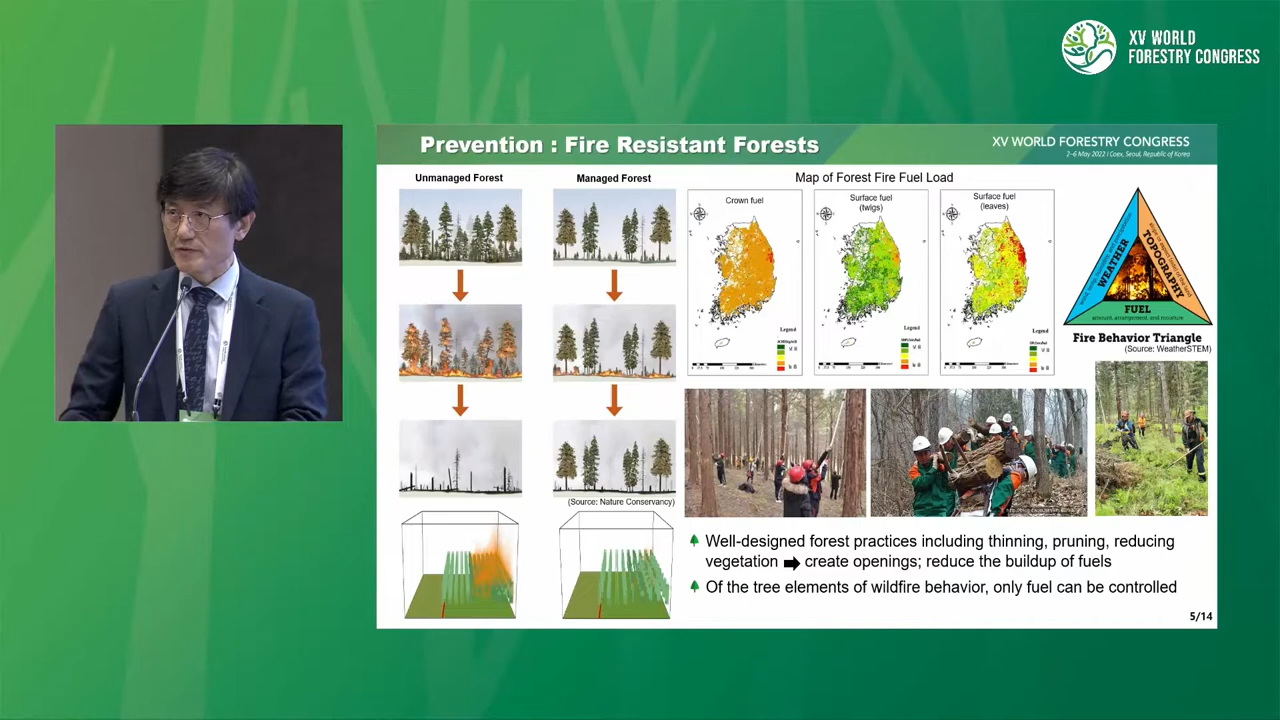 XV WORLD
FORESTRY CONGRESS
Prevention : Fire Resistant Forests
XV WORLD FORESTRY CONGRESS
2-6 May 2022 | Coex, Seoul, Republic of Korea
Unmanaged Forest
Managed Forest
(Source: Nature Conservancy)
Map of Forest Fire Fuel Load
Crown fuel
Legend
Surface fuel
(twigs)
Legend
Surface fuel
(leaves)
Legend
WEATHER
TOPOGRAPHY
FUEL
amount, arrangement, and moisture
Fire Behavior Triangle
(Source: WeatherSTEM)
Well-designed forest practices including thinning, pruning, reducing
vegetation ➡ create openings; reduce the buildup of fuels
Of the tree elements of wildfire behavior, only fuel can be controlled
5/14